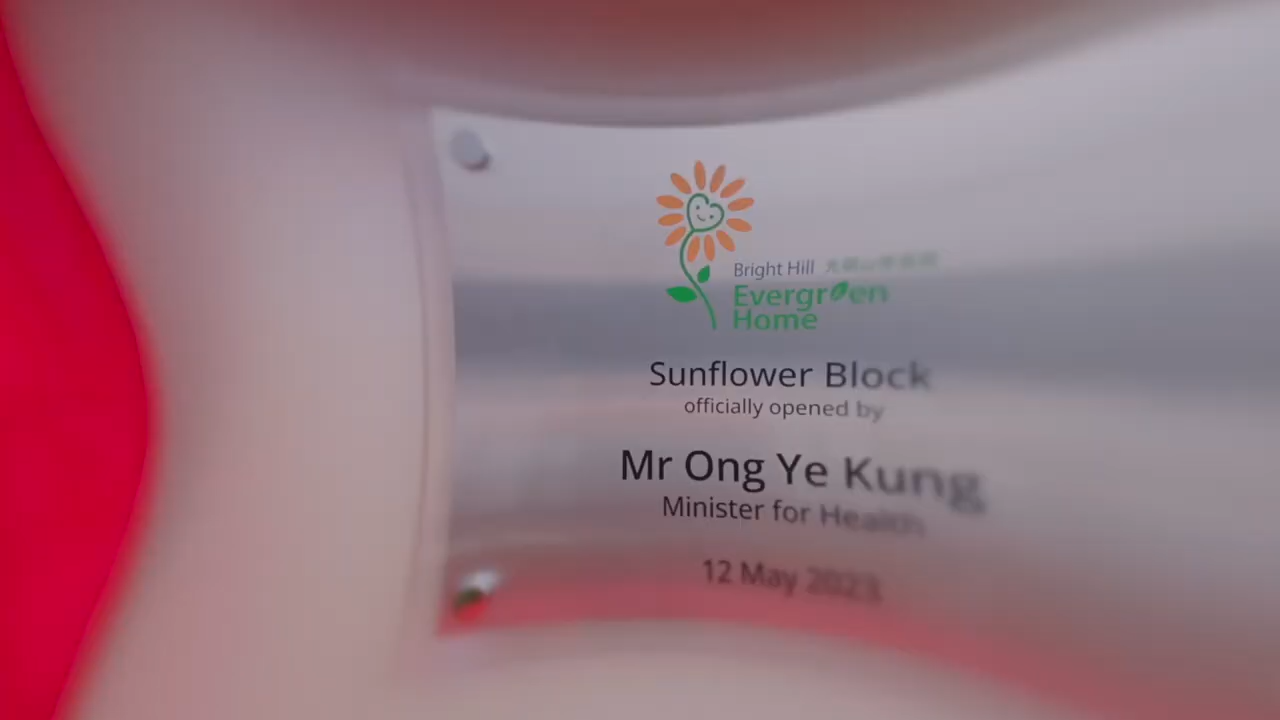 Bright Hill
Evergreen
Home
Sunflower Block
officially opened by
Mr Ong Ye Kung
Minister for Health
12 May 2023